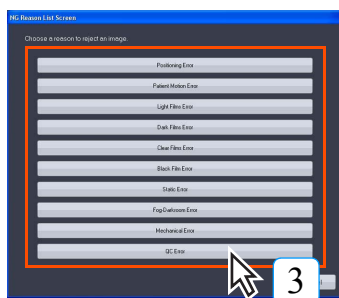 NG Reason List Screen
Choose a reason to reject an image.
Positioning Error
Patient Motion Error
Light Films Error
Dark Films Error
Clear Films Error
Black Film Error
Static Error
Fog-Darkroom Error
Mechanical Error
QC Error
3